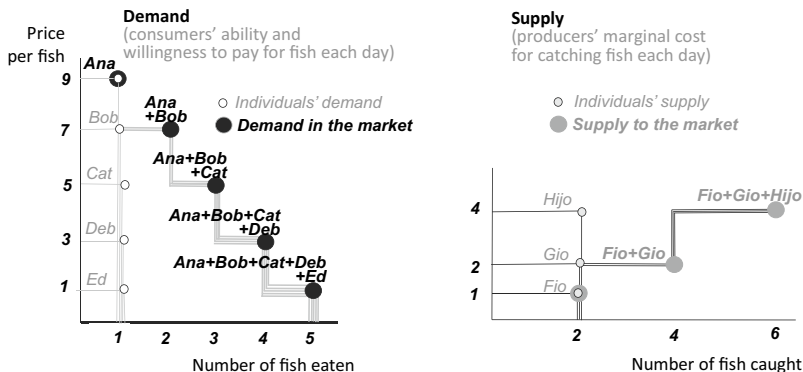 Demand
(consumers' ability and
willingness to pay for fish each day)
Price
per fish
Individuals' demand
Demand in the market
9
Ana
7
Bob
Ana
+Bob
5
Cat
Ana+Bob
+Cat
3
Deb
Ana+Bob+Cat
+Deb
1
Ed
Ana+Bob+Cat+Deb
+Ed
1 2 3 4 5
Number of fish eaten
Supply
(producers' marginal cost
for catching fish each day)
Individuals' supply
Supply to the market
4
Hijo
Fio+Gio+Hijo
2
Gio
Fio+Gio
1
Fio
2 4 6
Number of fish caught